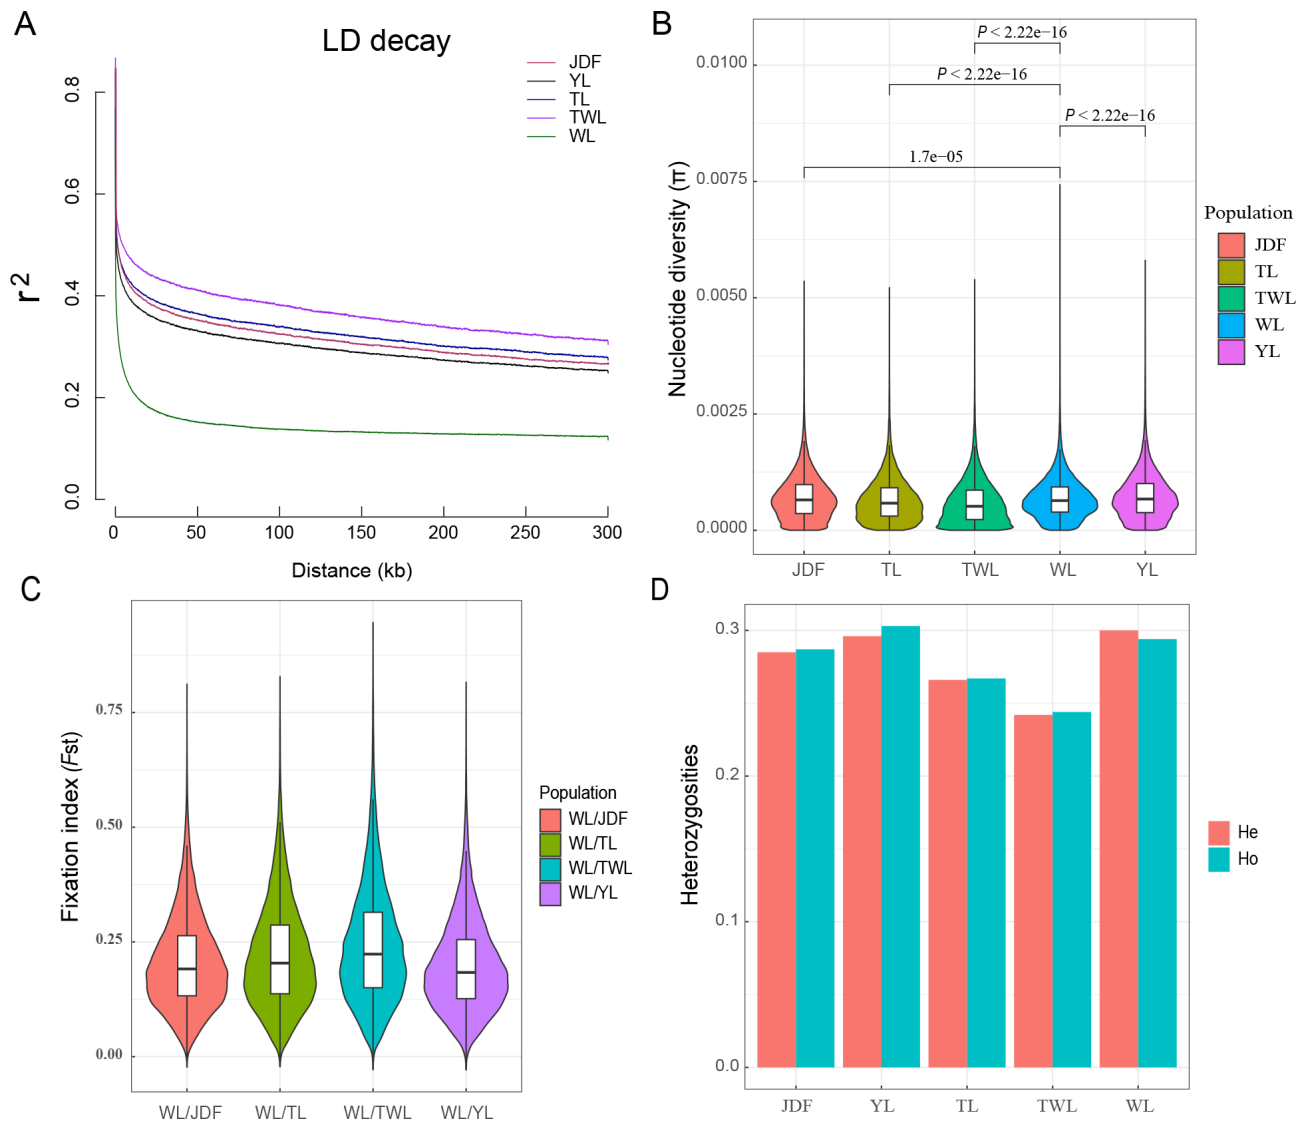 A
LD decay
JDF
YL
TL
TWL
WL
r2
0.8
0.6
0.4
0.2
0.0
0 50 100 150 200 250 300
Distance (kb)
B
P < 2.22e−16
P < 2.22e−16
P < 2.22e−16
1.7e−05
Nucleotide diversity (π)
0.0100
0.0075
0.0050
0.0025
0.0000
JDF TL TWL WL YL
Population
JDF
TL
TWL
WL
YL
C
Fixation index (Fst)
0.75
0.50
0.25
0.00
WL/JDF WL/TL WL/TWL WL/YL
Population
WL/JDF
WL/TL
WL/TWL
WL/YL
D
Heterozygosities
0.3
0.2
0.1
0.0
JDF YL TL TWL WL
He
Ho